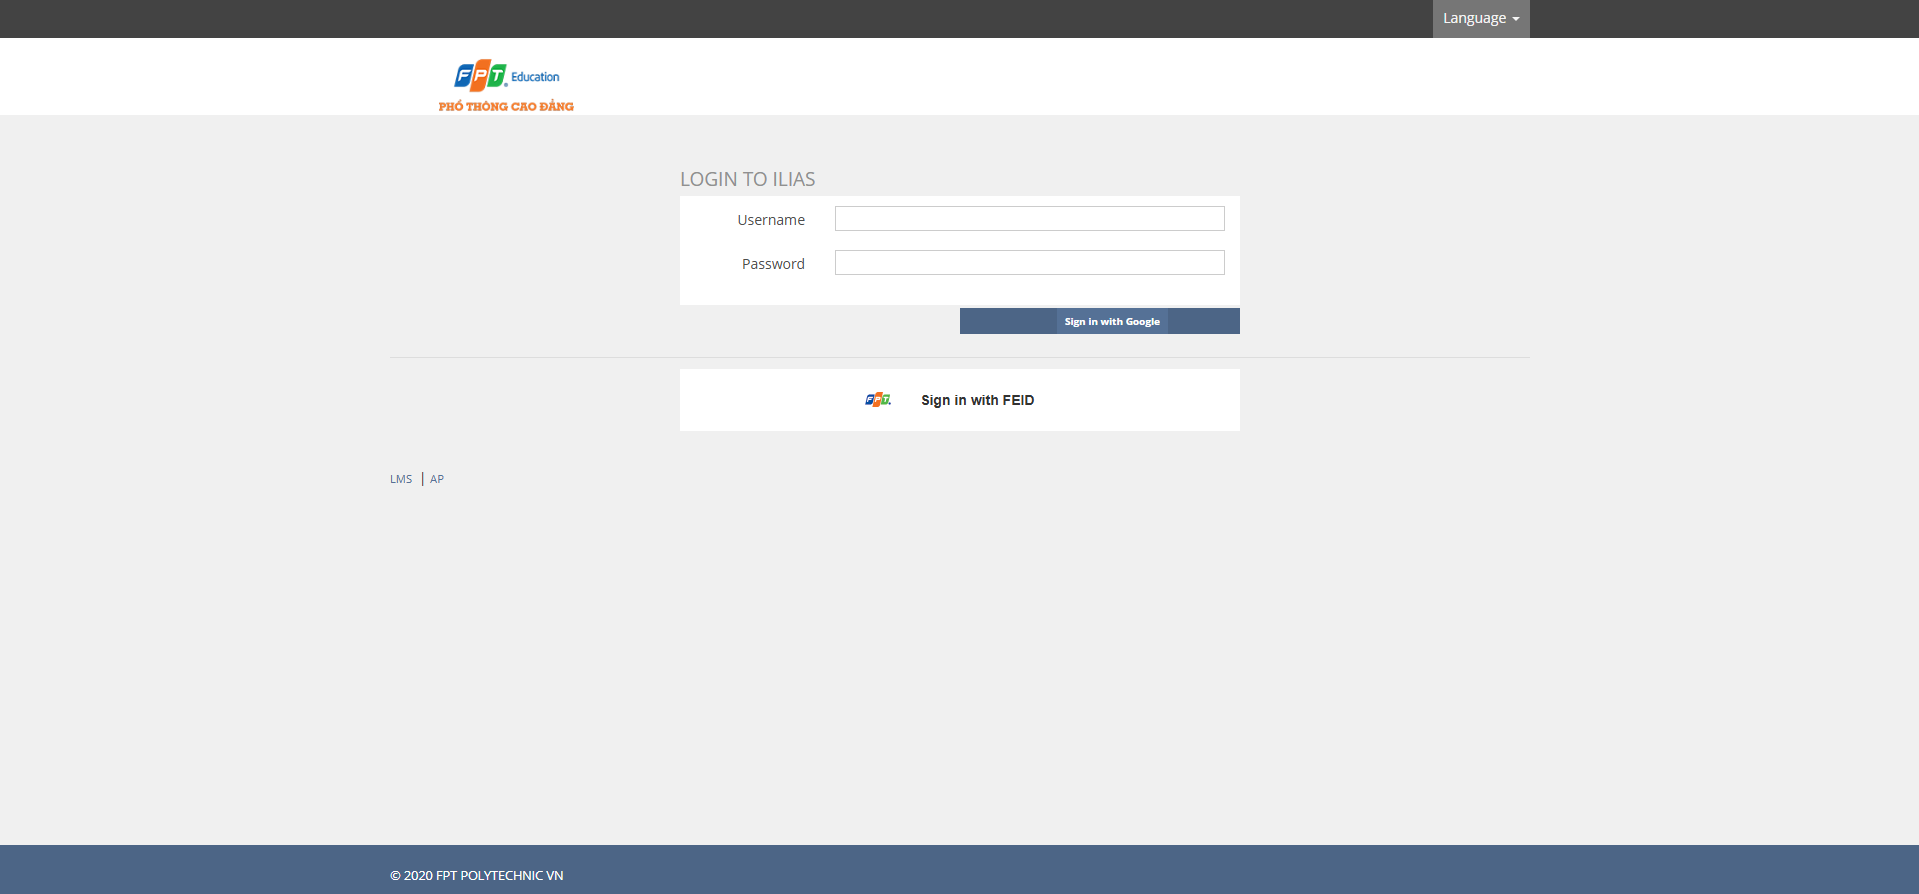 Language
FPT Education
PHỔ THÔNG CAO ĐẲNG
LOGIN TO ILIAS
Username
Password
Sign in with Google
FPT Sign in with FEID
LMS | AP
© 2020 FPT POLYTECHNIC VN